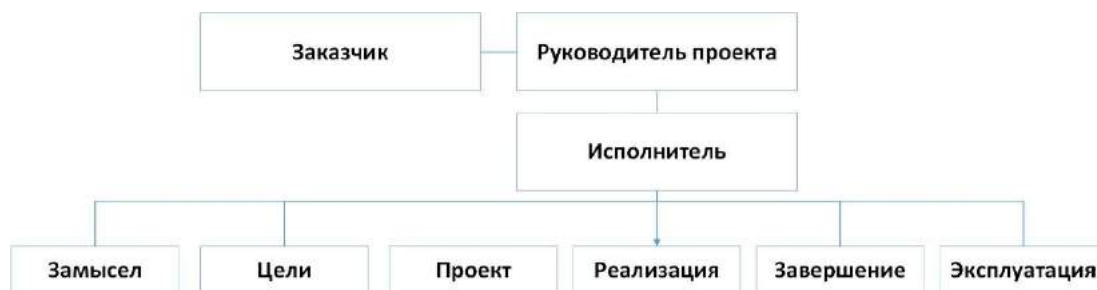 Заказчик
Руководитель проекта
Исполнитель
Замысел
Цели
Проект
Реализация
Завершение
Эксплуатация